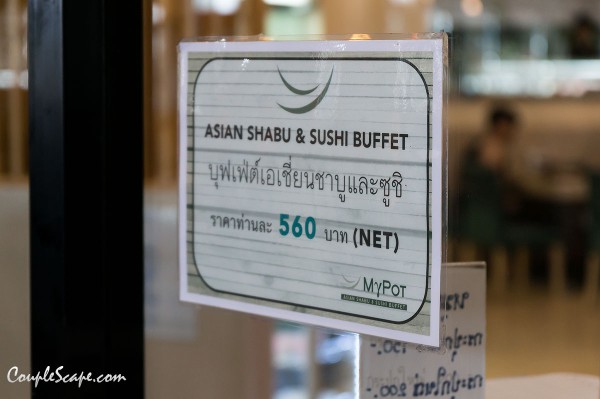 ASIAN SHABU & SUSHI BUFFET
บุฟเฟ่ต์เอเชี่ยนชาบูและซูชิ
ราคาท่านละ 560 บาท (NET)
MyPot
ASIAN SHABU & SUSHI BUFFET
CoupleScape.com